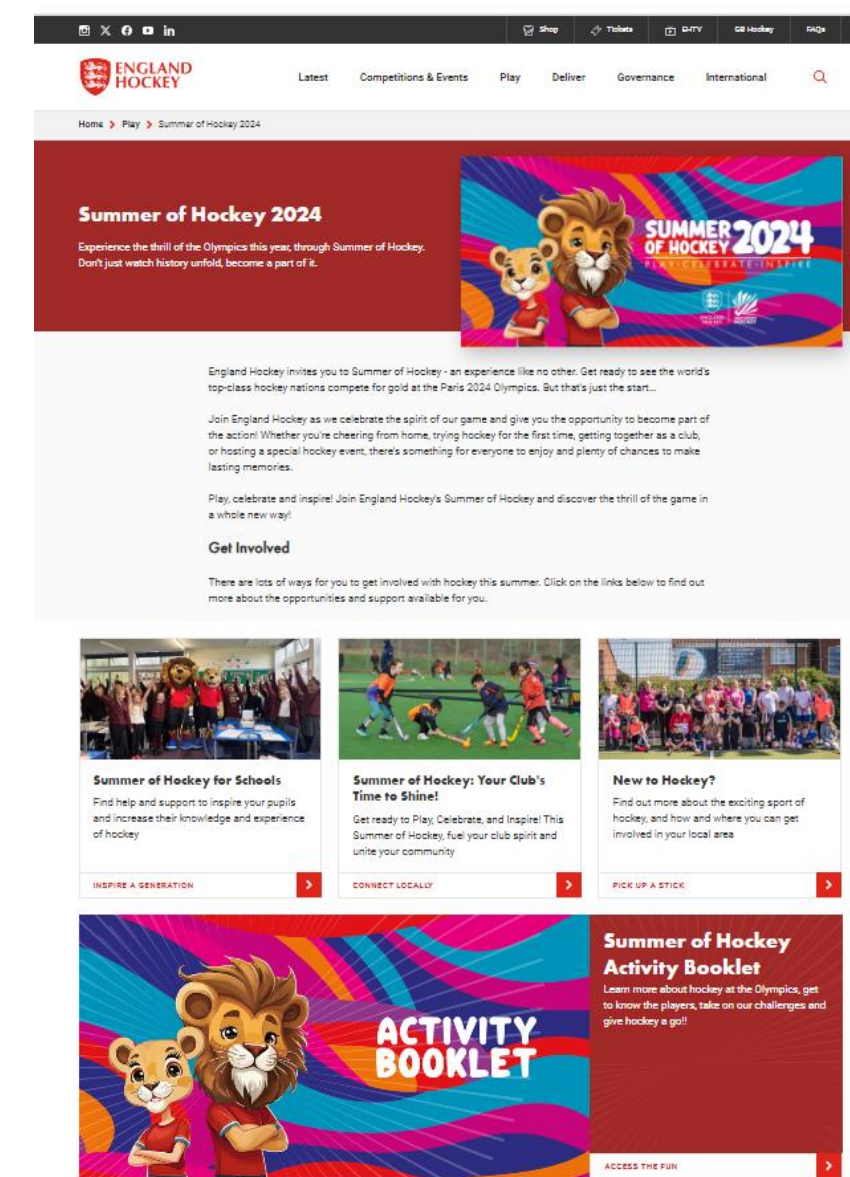 Shop
Tickets
EHTV
GB Hockey
FAQs
ENGLAND
HOCKEY
Latest
Competitions & Events
Play
Deliver
Governance
International
Home > Play > Summer of Hockey 2024
Summer of Hockey 2024
Experience the thrill of the Olympics this year, through Summer of Hockey.
Don't just watch history unfold, become a part of it.
SUMMER
OF HOCKEY 2024
PLAY·CELEBRATE·INSPIRE
ENGLAND
HOCKEY
England Hockey invites you to Summer of Hockey - an experience like no other. Get ready to see the world's
top-class hockey nations compete for gold at the Paris 2024 Olympics. But that's just the start...
Join England Hockey as we celebrate the spirit of our game and give you the opportunity to become part of
the action! Whether you're cheering from home, trying hockey for the first time, getting together as a club,
or hosting a special hockey event, there's something for everyone to enjoy and plenty of chances to make
lasting memories.
Play, celebrate and inspire! Join England Hockey's Summer of Hockey and discover the thrill of the game in
a whole new way!
Get Involved
There are lots of ways for you to get involved with hockey this summer. Click on the links below to find out
more about the opportunities and support available for you.
Summer of Hockey for Schools
Find help and support to inspire your pupils
and increase their knowledge and experience
of hockey
INSPIRE A GENERATION
Summer of Hockey: Your Club's
Time to Shine!
Get ready to Play, Celebrate, and Inspire! This
Summer of Hockey, fuel your club spirit and
unite your community
CONNECT LOCALLY
New to Hockey?
Find out more about the exciting sport of
hockey, and how and where you can get
involved in your local area
PICK UP A STICK
ACTIVITY
BOOKLET
Summer of Hockey
Activity Booklet
Learn more about hockey at the Olympics, get
to know the players, take on our challenges and
give hockey a go!!
ACCESS THE FUN